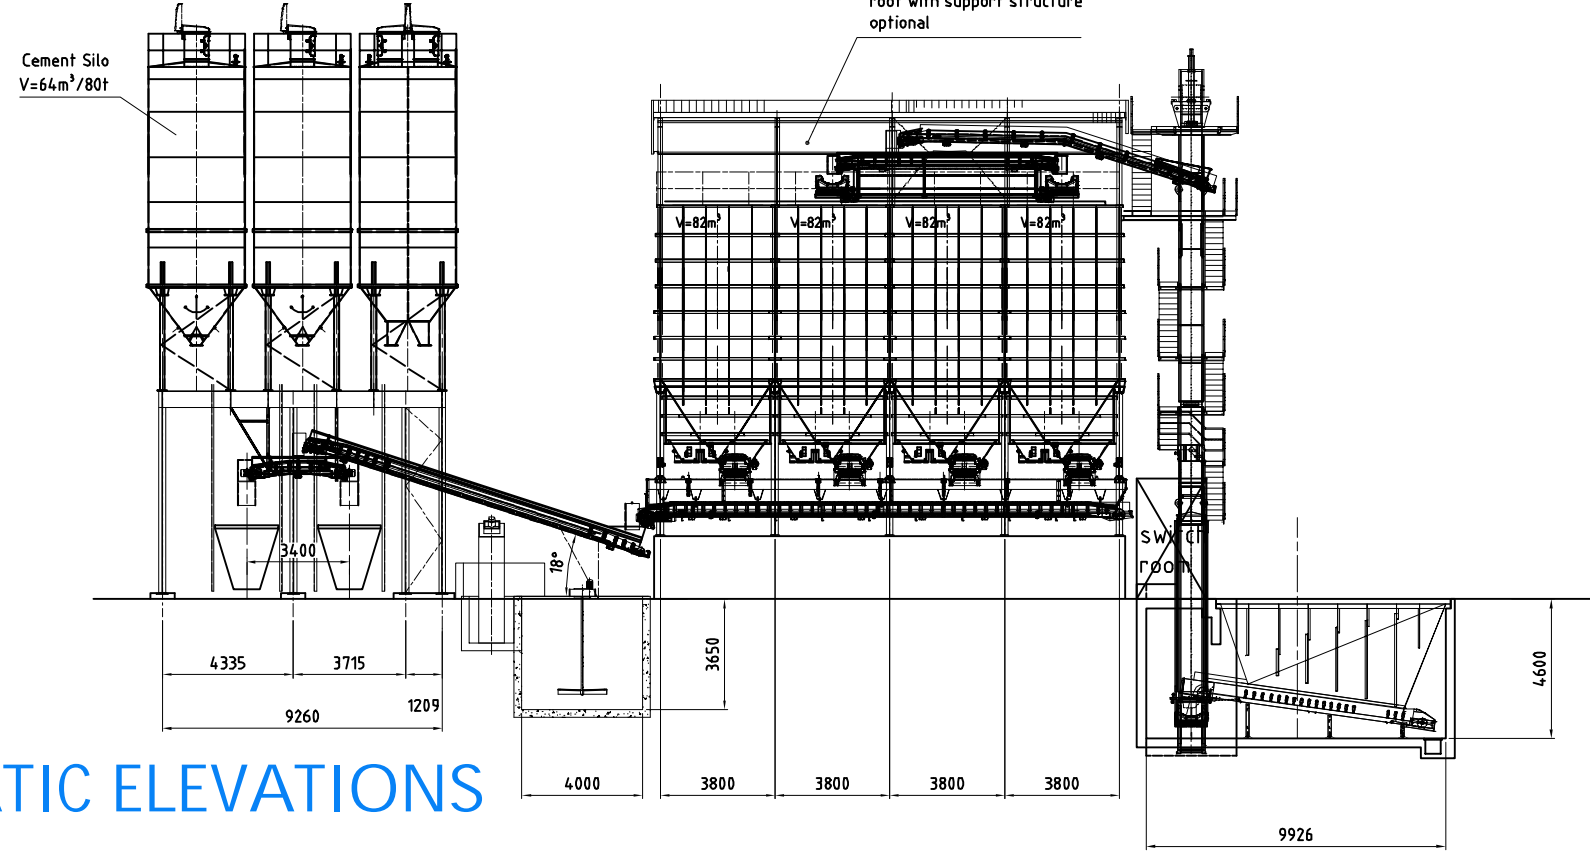 roof with support structure
optional
Cement Silo
V=64m³/80t
V=82m³
V=82m³
V=82m³
V=82m³
3400
18°
switch
room
4335
3715
1209
9260
3650
4600
4000
3800
3800
3800
3800
9926
ATIC ELEVATIONS